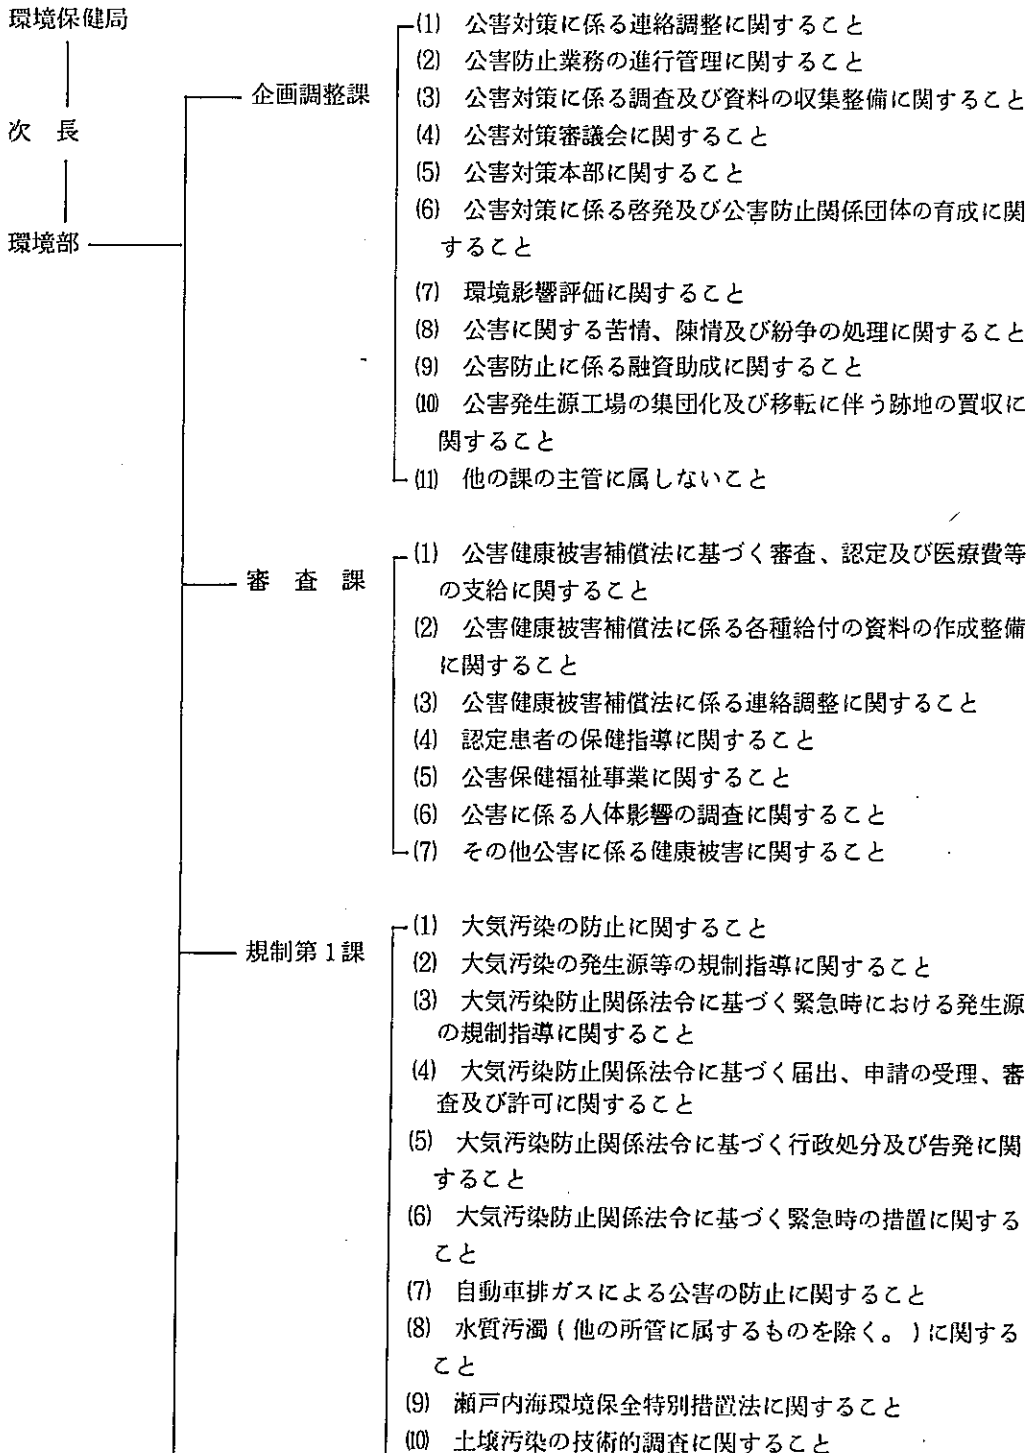 環境保健局
次　長
環境部
企画調整課
(1)　公害対策に係る連絡調整に関すること
(2)　公害防止業務の進行管理に関すること
(3)　公害対策に係る調査及び資料の収集整備に関すること
(4)　公害対策審議会に関すること
(5)　公害対策本部に関すること
(6)　公害対策に係る啓発及び公害防止関係団体の育成に関
すること
(7)　環境影響評価に関すること
(8)　公害に関する苦情、陳情及び紛争の処理に関すること
(9)　公害防止に係る融資助成に関すること
(10)　公害発生源工場の集団化及び移転に伴う跡地の買収に
関すること
(11)　他の課の主管に属しないこと
審　査　課
(1)　公害健康被害補償法に基づく審査、認定及び医療費等
の支給に関すること
(2)　公害健康被害補償法に係る各種給付の資料の作成整備
に関すること
(3)　公害健康被害補償法に係る連絡調整に関すること
(4)　認定患者の保健指導に関すること
(5)　公害保健福祉事業に関すること
(6)　公害に係る人体影響の調査に関すること
(7)　その他公害に係る健康被害に関すること
規制第1課
(1)　大気汚染の防止に関すること
(2)　大気汚染の発生源等の規制指導に関すること
(3)　大気汚染防止関係法令に基づく緊急時における発生源
の規制指導に関すること
(4)　大気汚染防止関係法令に基づく届出、申請の受理、審
査及び許可に関すること
(5)　大気汚染防止関係法令に基づく行政処分及び告発に関
すること
(6)　大気汚染防止関係法令に基づく緊急時の措置に関する
こと
(7)　自動車排ガスによる公害の防止に関すること
(8)　水質汚濁(他の所管に属するものを除く。)に関する
こと
(9)　瀬戸内海環境保全特別措置法に関すること
(10)　土壌汚染の技術的調査に関すること